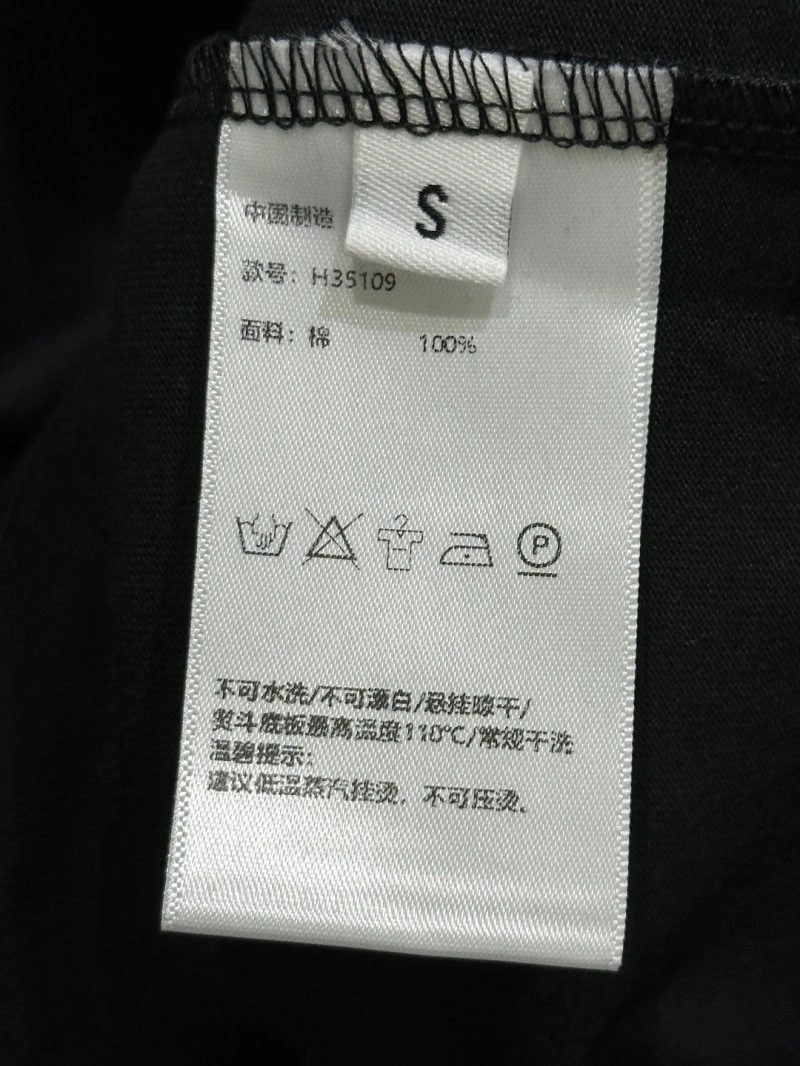 S
中国制造
款号：H35109
面料：棉 100%
P
不可水洗/不可漂白/悬挂晾干/
熨斗底板最高温度110℃/常规干洗
温馨提示：
建议低温蒸汽挂烫，不可压烫。